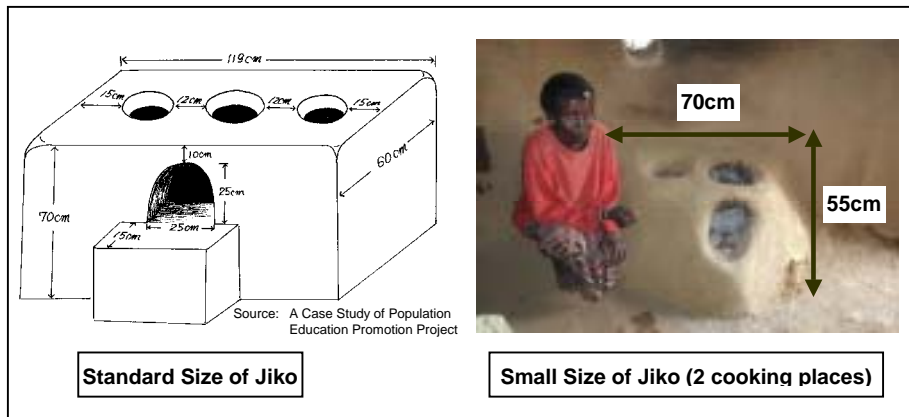 119cm
15cm
12cm
12cm
15cm
10cm
60cm
25cm
70cm
25cm
15cm
Source: A Case Study of Population
Education Promotion Project
Standard Size of Jiko
70cm
55cm
Small Size of Jiko (2 cooking places)